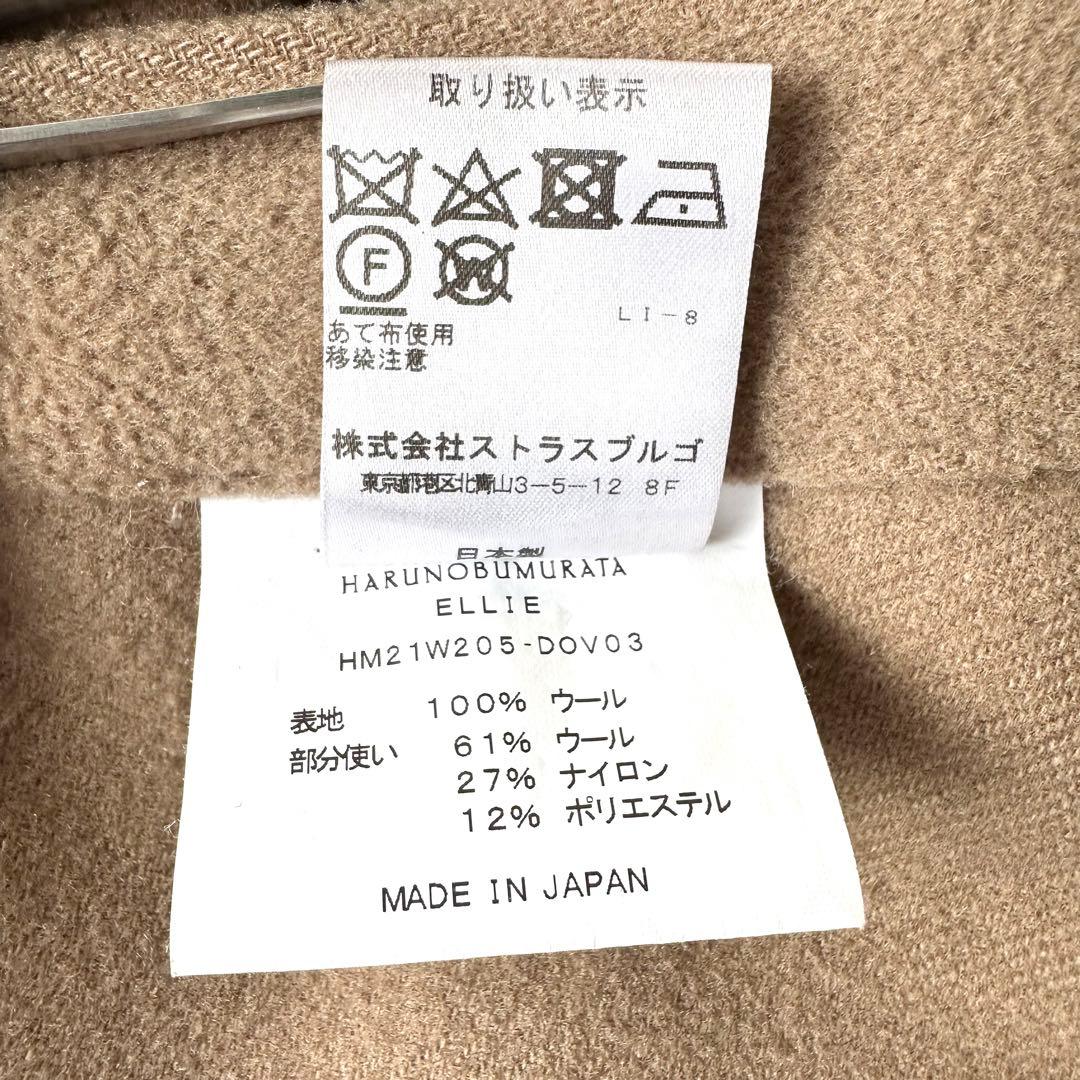 取り扱い表示
F
W
LI-8
あて布使用
移染注意
株式会社ストラスブルゴ
東京都港区北青山3-5-12 8F
日本製
HARUNOBUMURATA
ELLIE
HM21W205-DOV03
表地 100% ウール
部分使い 61% ウール
27% ナイロン
12% ポリエステル
MADE IN JAPAN